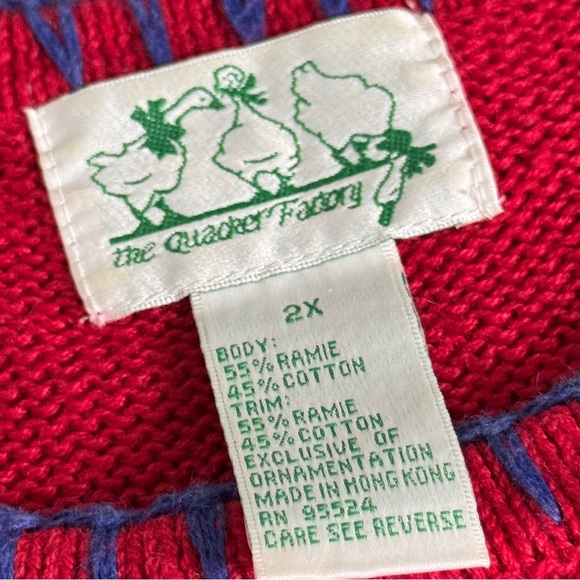 the Quacker Factory
2X
BODY:
55% RAMIE
45% COTTON
TRIM:
55% RAMIE
45% COTTON
EXCLUSIVE OF
ORNAMENTATION
MADE IN HONG KONG
RN 95524
CARE SEE REVERSE